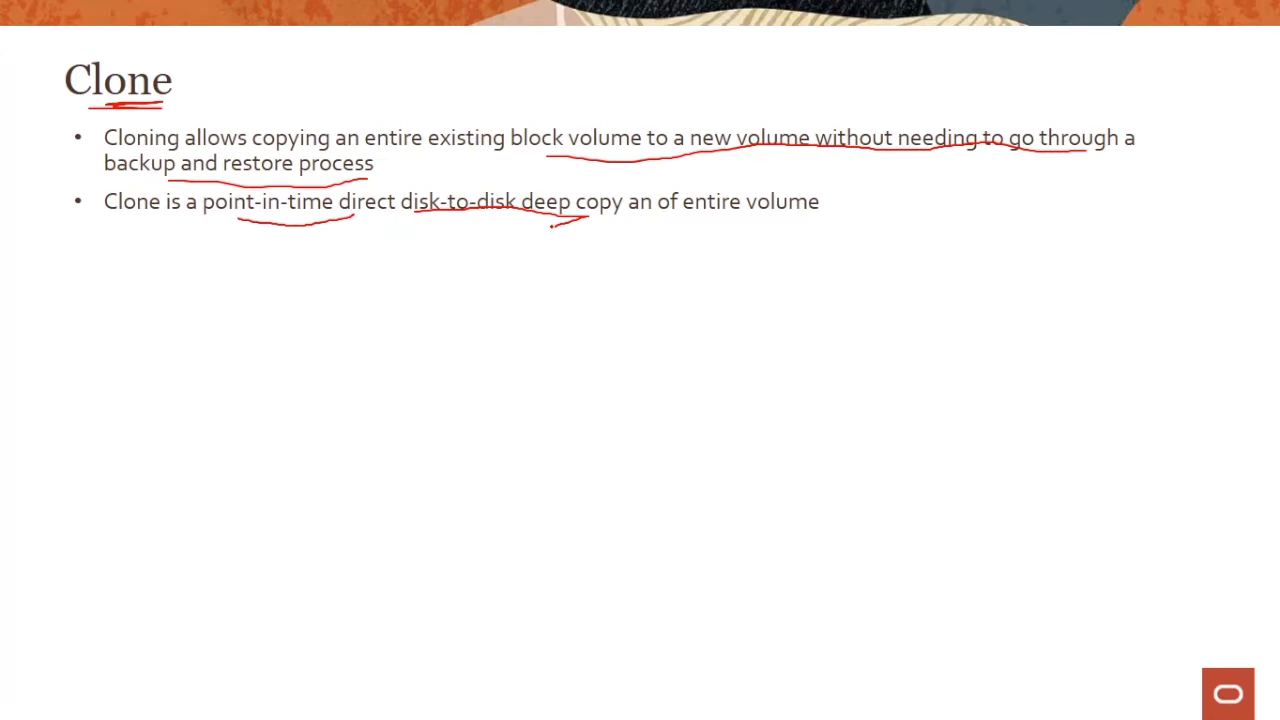 Clone
• Cloning allows copying an entire existing block volume to a new volume without needing to go through a
backup and restore process
• Clone is a point-in-time direct disk-to-disk deep copy an of entire volume